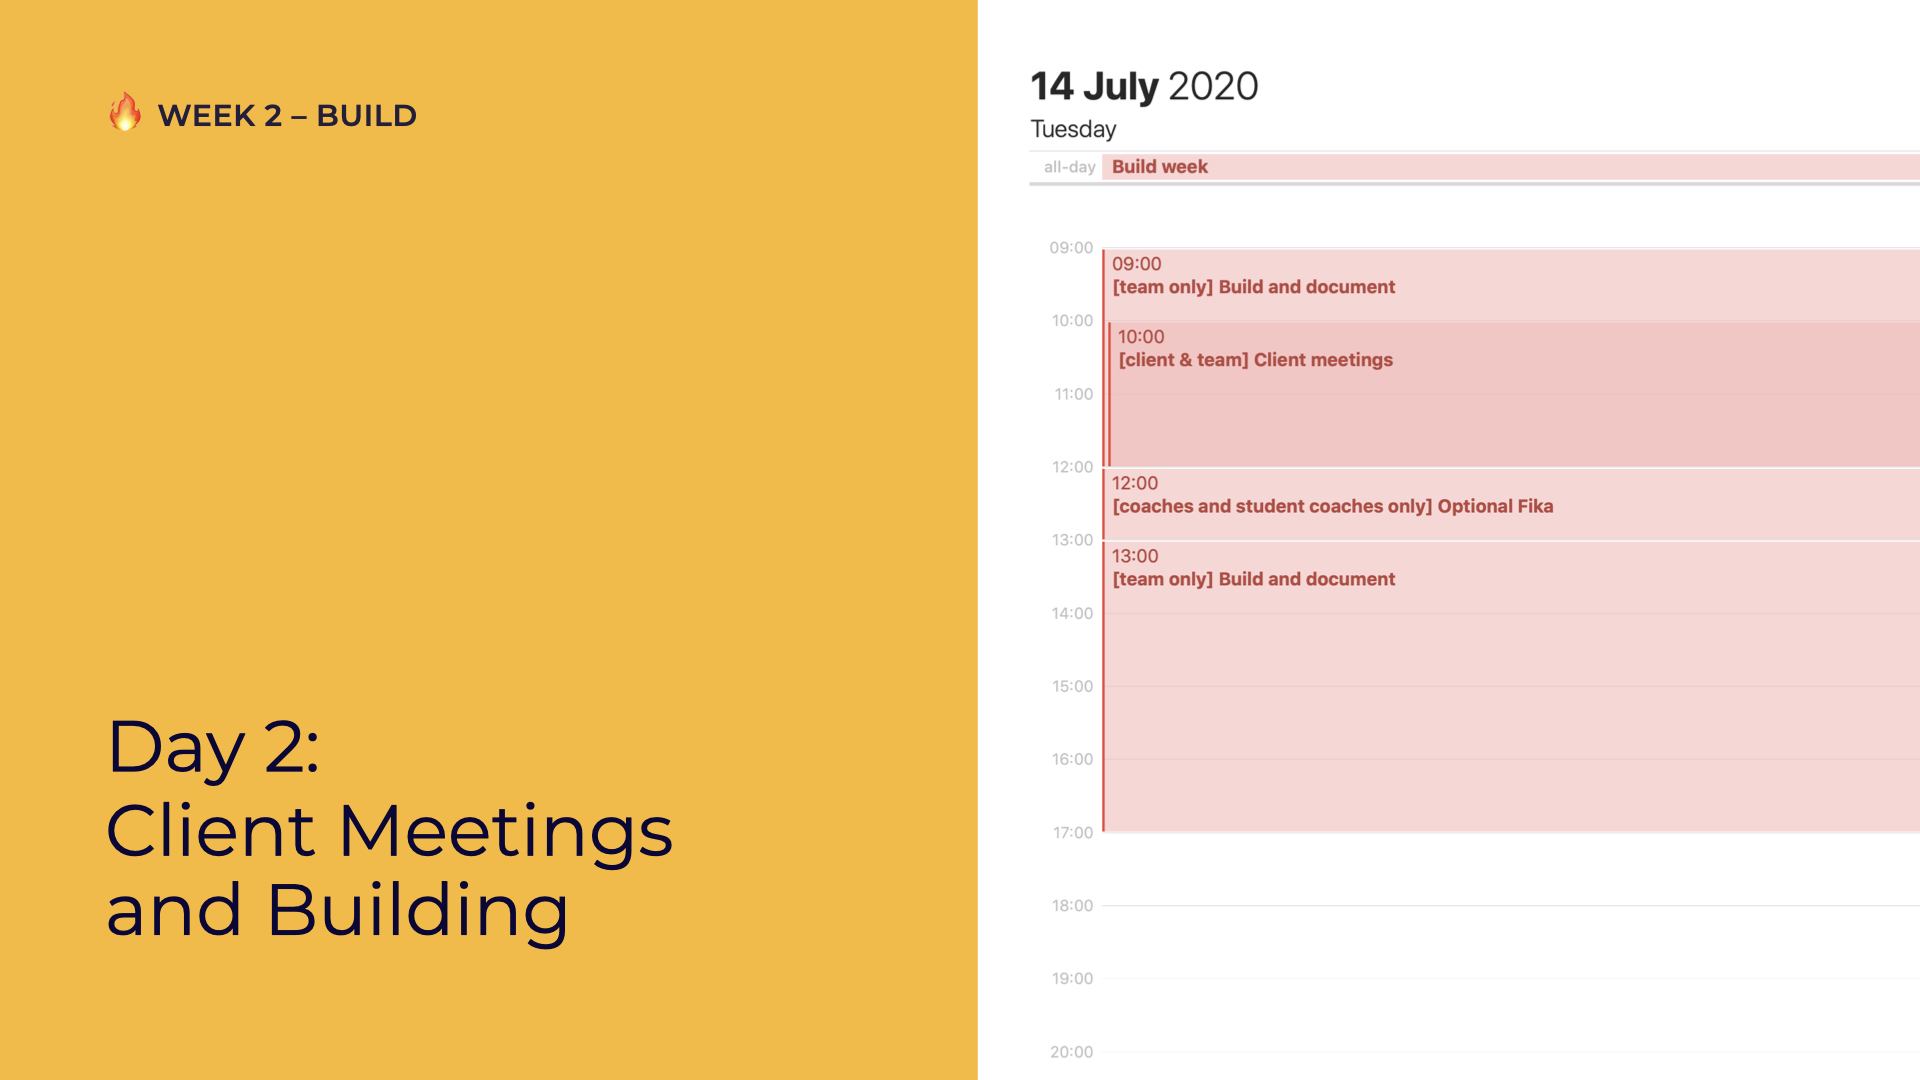 🔥 WEEK 2 – BUILD
Day 2:
Client Meetings
and Building
14 July 2020
Tuesday
all-day Build week
09:00
09:00
[team only] Build and document
10:00
10:00
[client & team] Client meetings
11:00
12:00
12:00
[coaches and student coaches only] Optional Fika
13:00
13:00
[team only] Build and document
14:00
15:00
16:00
17:00
18:00
19:00
20:00